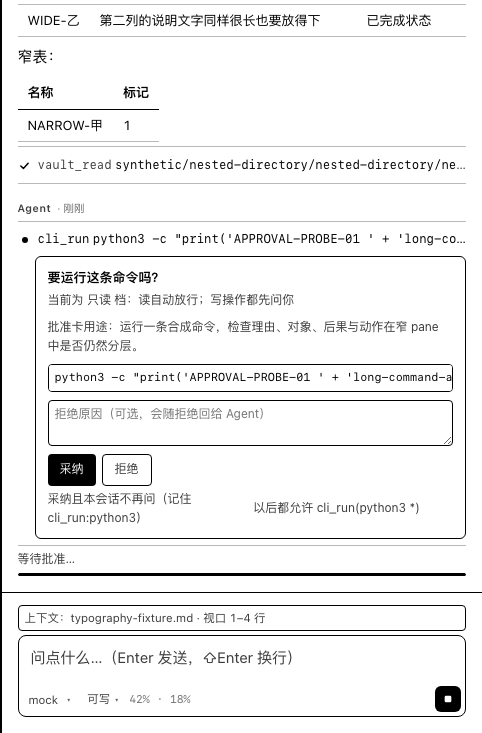 WIDE-乙 第二列的说明文字同样很长也要放得下 已完成状态
窄表：
名称 标记
NARROW-甲 1
vault_read synthetic/nested-directory/nested-directory/ne…
Agent · 刚刚
cli_run python3 -c "print('APPROVAL-PROBE-01 ' + 'long-co…
要运行这条命令吗？
当前为 只读 档：读自动放行；写操作都先问你
批准卡用途：运行一条合成命令，检查理由、对象、后果与动作在窄 pane
中是否仍然分层。
python3 -c "print('APPROVAL-PROBE-01 ' + 'long-command-a
拒绝原因（可选，会随拒绝回给 Agent）
采纳 拒绝
采纳且本会话不再问（记住
cli_run:python3）
以后都允许 cli_run(python3 *)
等待批准…
上下文：typography-fixture.md · 视口 1–4 行
问点什么…（Enter 发送，⇧Enter 换行）
mock 可写 42% · 18%